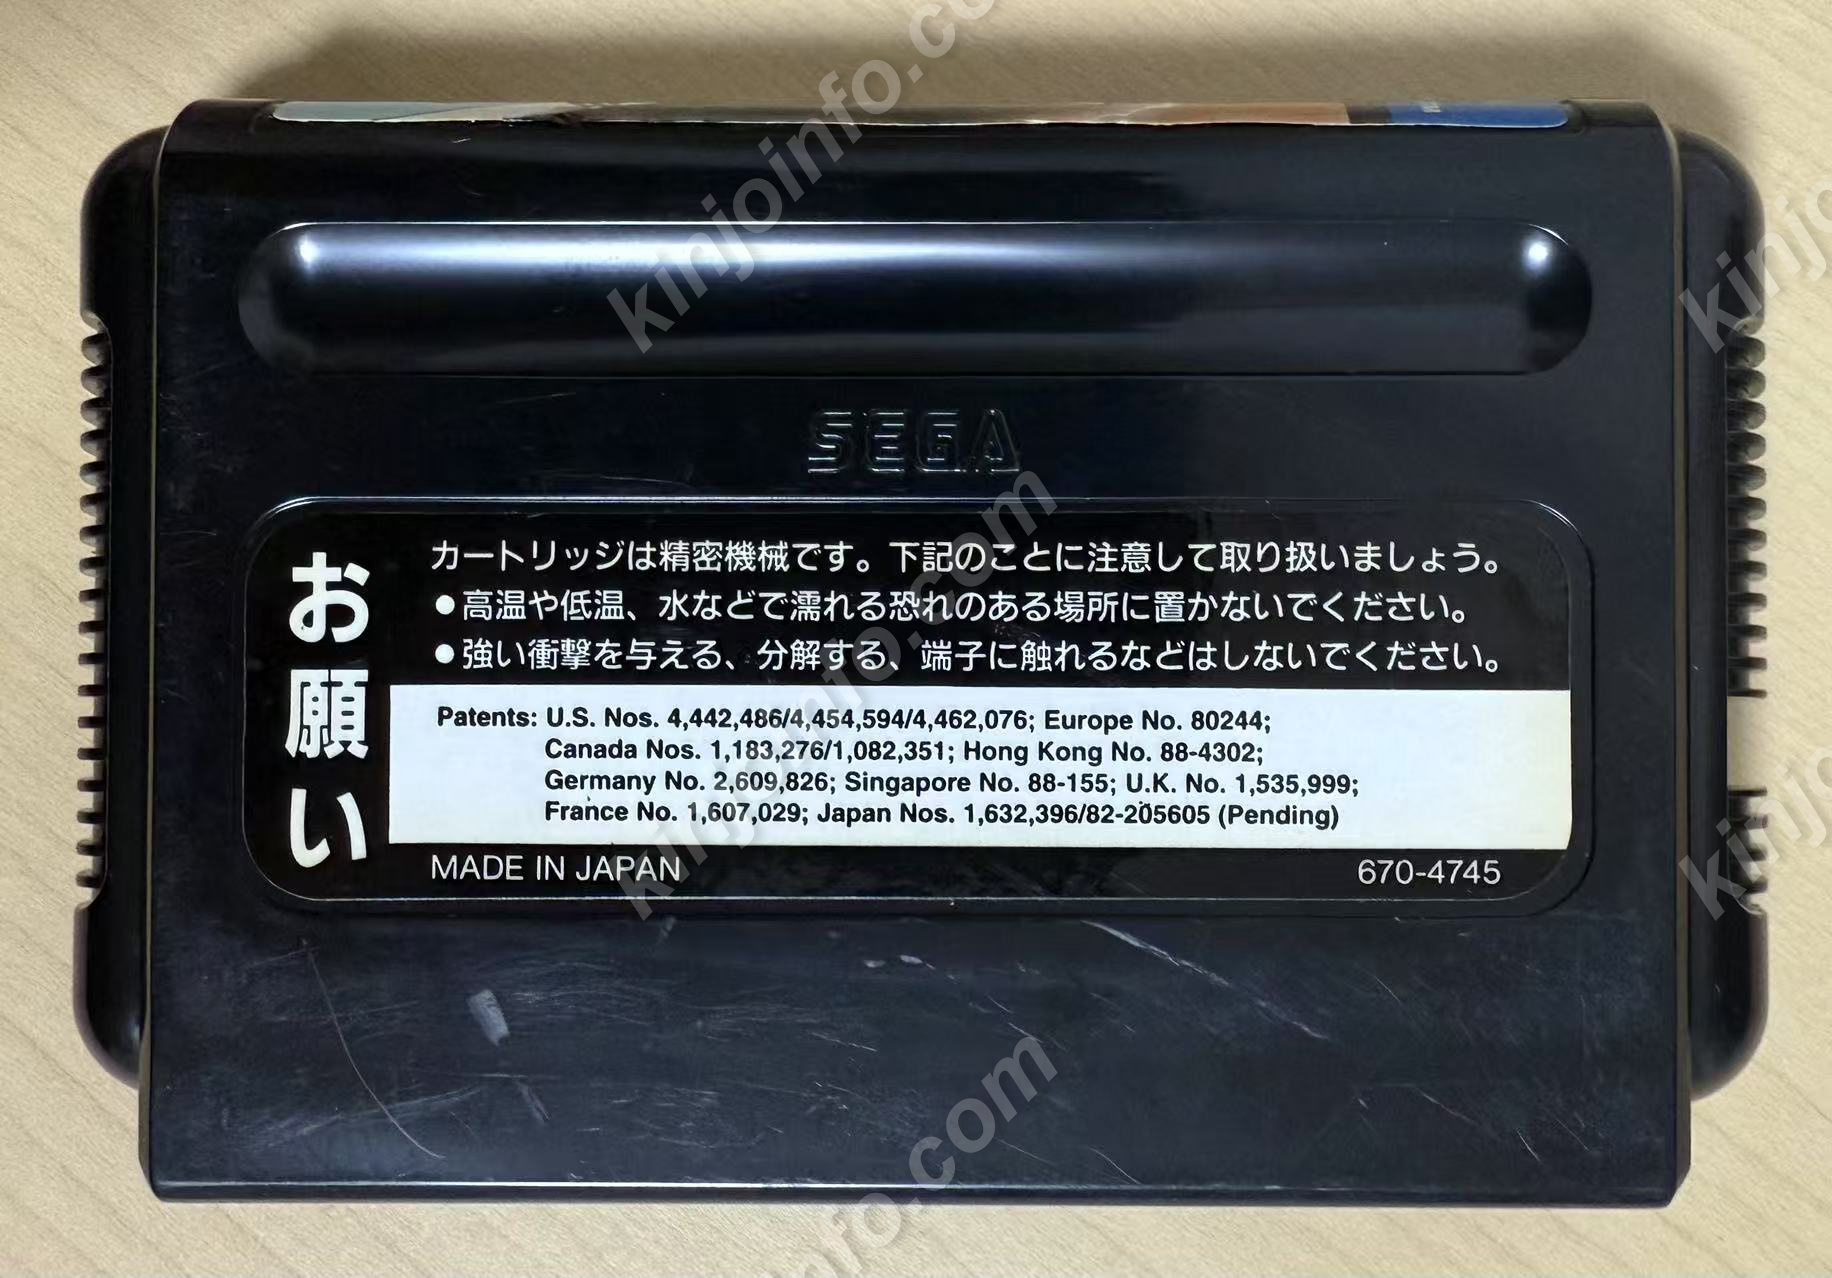 SEGA
お願い
カートリッジは精密機械です。下記のことに注意して取り扱いましょう。
●高温や低温、水などで濡れる恐れのある場所に置かないでください。
●強い衝撃を与える、分解する、端子に触れるなどはしないでください。
Patents: U.S. Nos. 4,442,486/4,454,594/4,462,076; Europe No. 80244;
Canada Nos. 1,183,276/1,082,351; Hong Kong No. 88-4302;
Germany No. 2,609,826; Singapore No. 88-155; U.K. No. 1,535,999;
France No. 1,607,029; Japan Nos. 1,632,396/82-205605 (Pending)
MADE IN JAPAN
670-4745
kinjoinfo.com
kinjoinfo.com
kinjoinfo.com